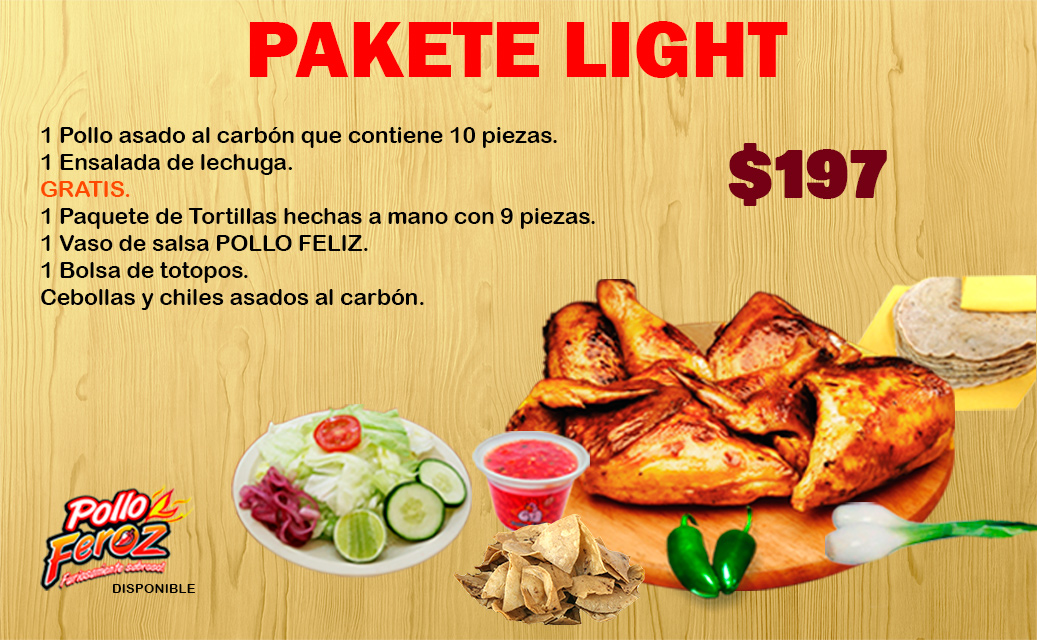 PAKETE LIGHT
1 Pollo asado al carbón que contiene 10 piezas.
1 Ensalada de lechuga.
GRATIS.
1 Paquete de Tortillas hechas a mano con 9 piezas.
1 Vaso de salsa POLLO FELIZ.
1 Bolsa de totopos.
Cebollas y chiles asados al carbón.
$197
Pollo
Feroz
¡Furiosamente sabroso!
DISPONIBLE